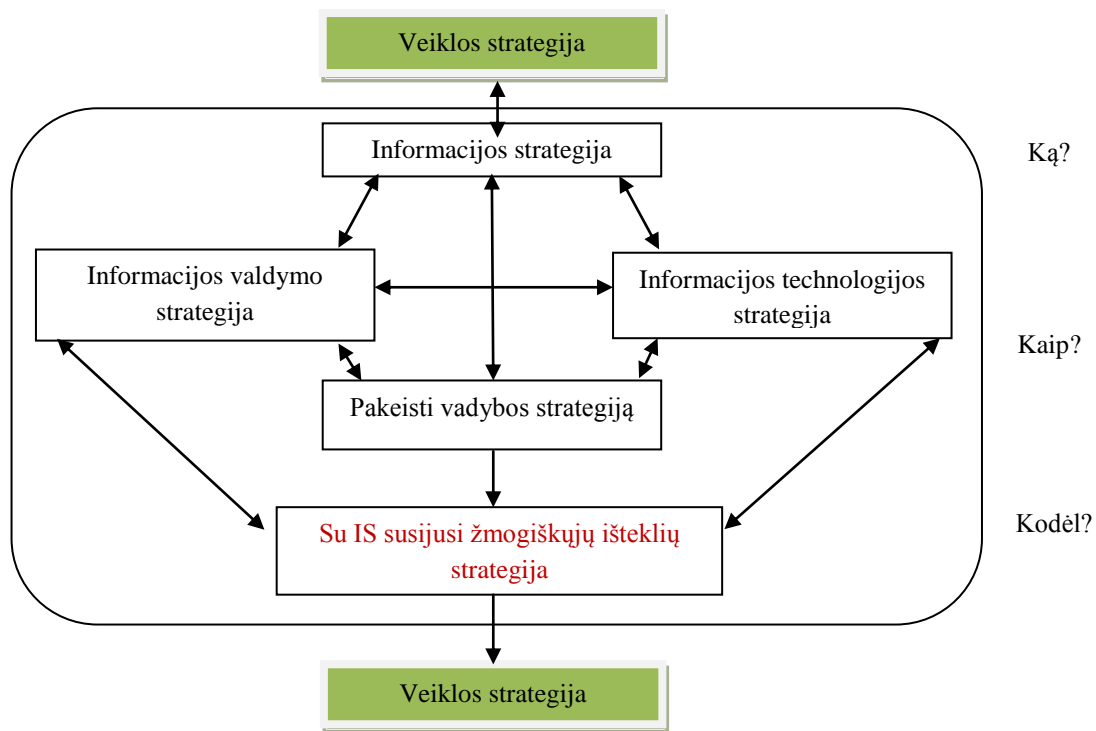 Veiklos strategija
Informacijos strategija
Ką?
Informacijos valdymo
strategija
Informacijos technologijos
strategija
Kaip?
Pakeisti vadybos strategiją
Su IS susijusi žmogiškųjų išteklių
strategija
Kodėl?
Veiklos strategija